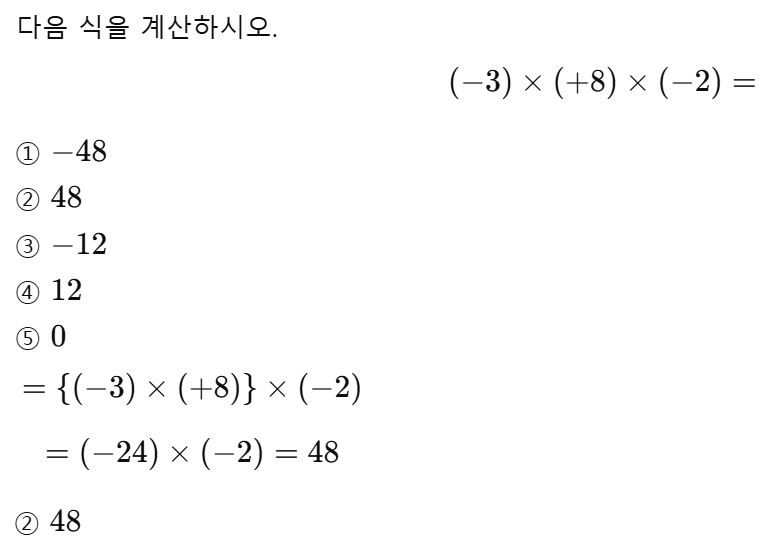 다음 식을 계산하시오.
(−3) × (+8) × (−2) =
① −48
② 48
③ −12
④ 12
⑤ 0
= {(−3) × (+8)} × (−2)
= (−24) × (−2) = 48
② 48